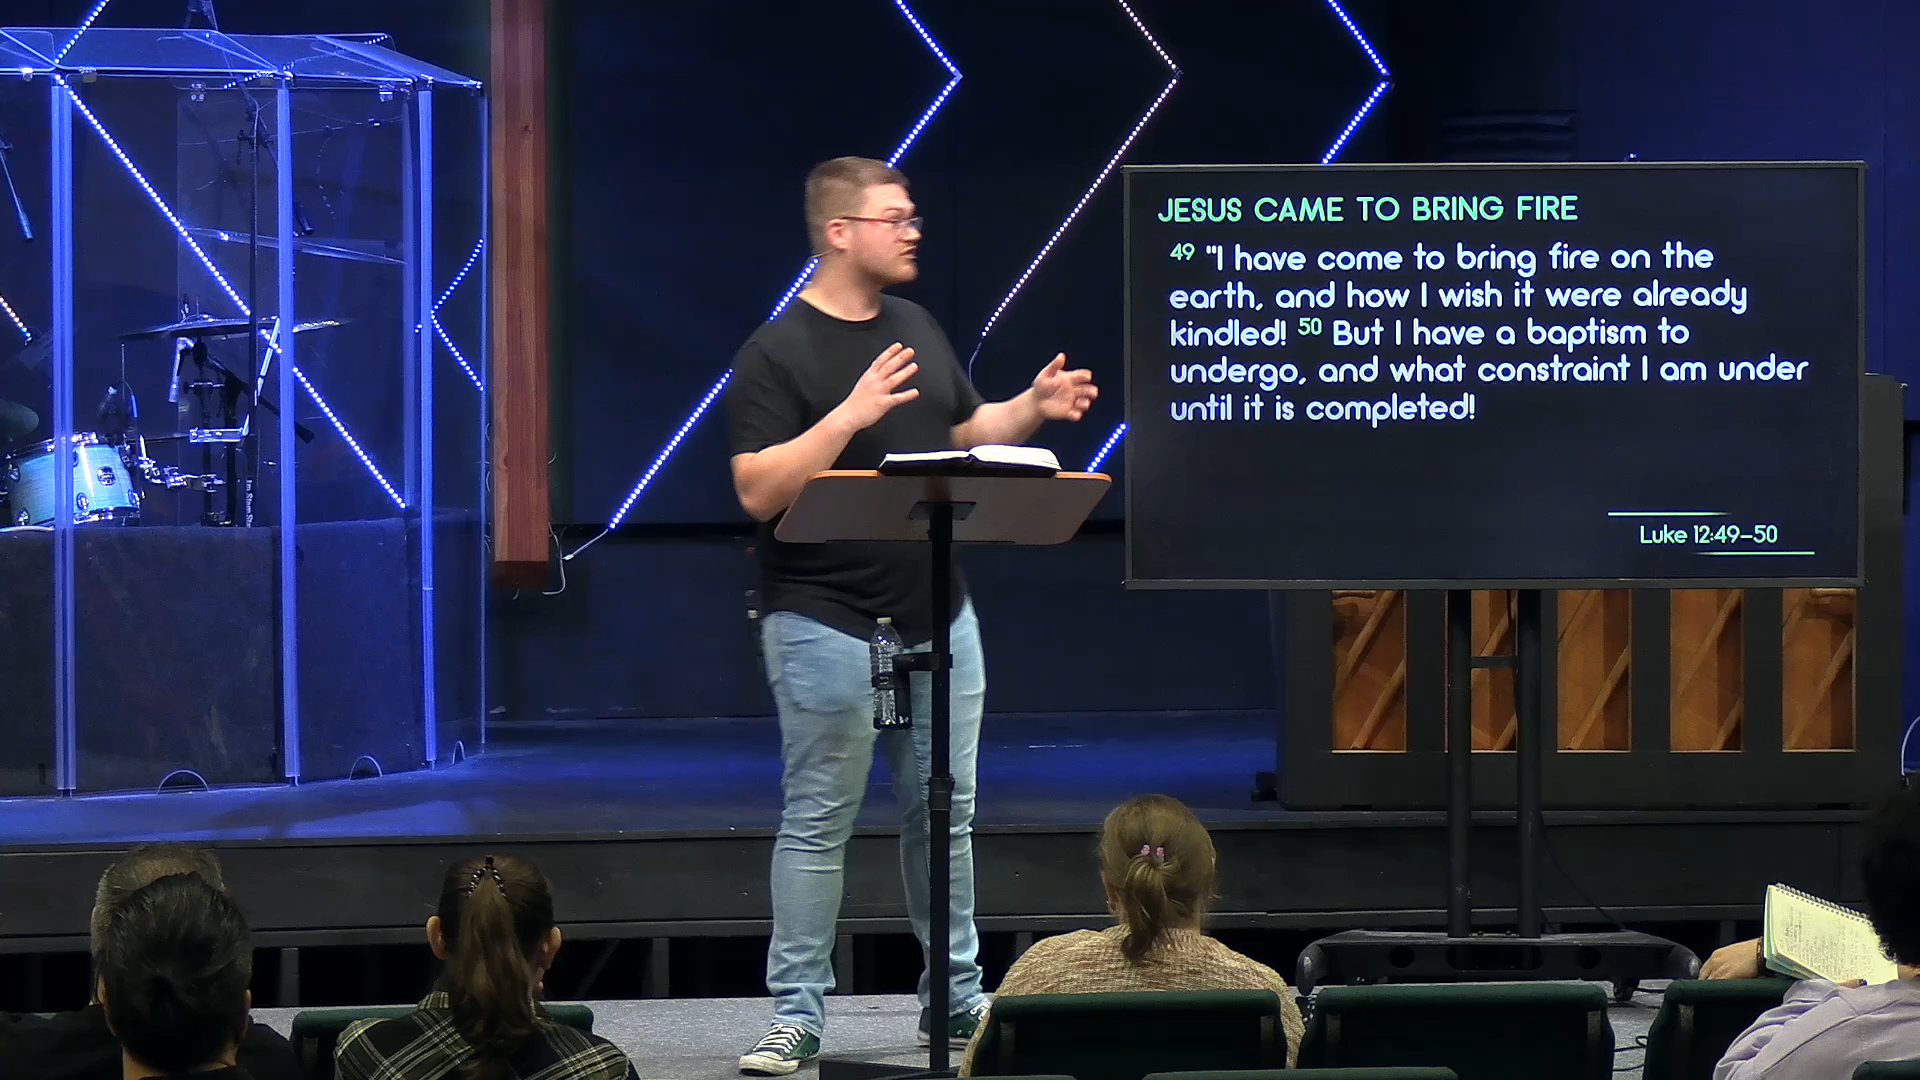 JESUS CAME TO BRING FIRE
49 "I have come to bring fire on the
earth, and how I wish it were already
kindled! 50 But I have a baptism to
undergo, and what constraint I am under
until it is completed!
Luke 12:49–50